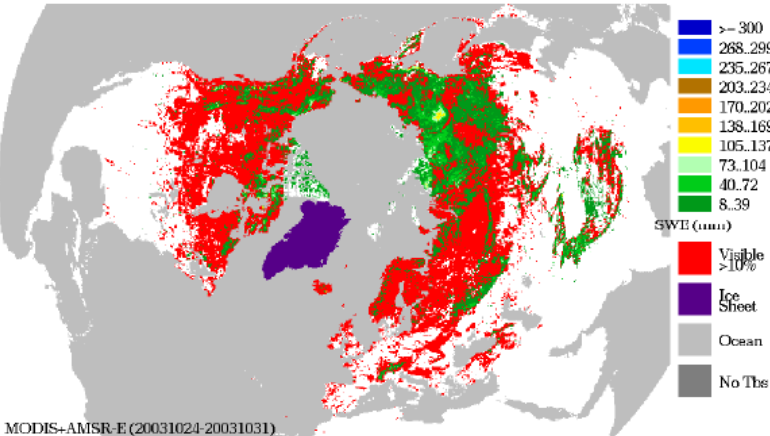 >= 300
268..299
235..267
203..234
170..202
138..169
105..137
73..104
40..72
8..39
SWE (mm)
Visible
>10%
Ice
Sheet
Ocean
No Tbs
MODIS+AMSR-E (20031024-20031031)